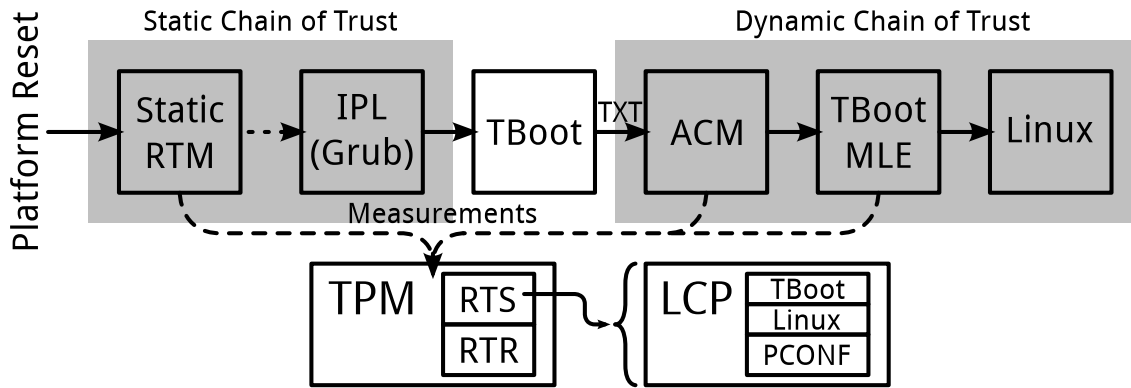 Static Chain of Trust
Dynamic Chain of Trust
Platform Reset
Static
RTM
IPL
(Grub)
TBoot
TXT
ACM
TBoot
MLE
Linux
Measurements
TPM
RTS
RTR
LCP
TBoot
Linux
PCONF